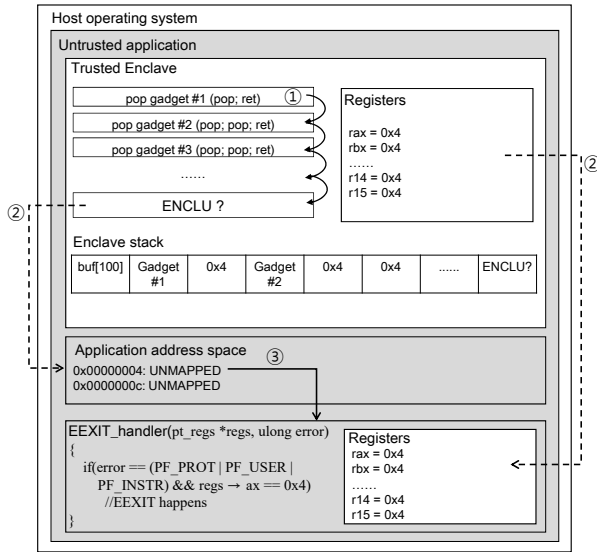 Host operating system
Untrusted application
Trusted Enclave
pop gadget #1 (pop; ret) ①
pop gadget #2 (pop; pop; ret)
pop gadget #3 (pop; pop; ret)
......
ENCLU ?
Registers
rax = 0x4
rbx = 0x4
......
r14 = 0x4
r15 = 0x4
②
②
Enclave stack
buf[100] Gadget #1 0x4 Gadget #2 0x4 0x4 ...... ENCLU?
Application address space
0x00000004: UNMAPPED
0x0000000c: UNMAPPED
③
EEXIT_handler(pt_regs *regs, ulong error)
{
if(error == (PF_PROT | PF_USER |
PF_INSTR) && regs → ax == 0x4)
//EEXIT happens
}
Registers
rax = 0x4
rbx = 0x4
......
r14 = 0x4
r15 = 0x4